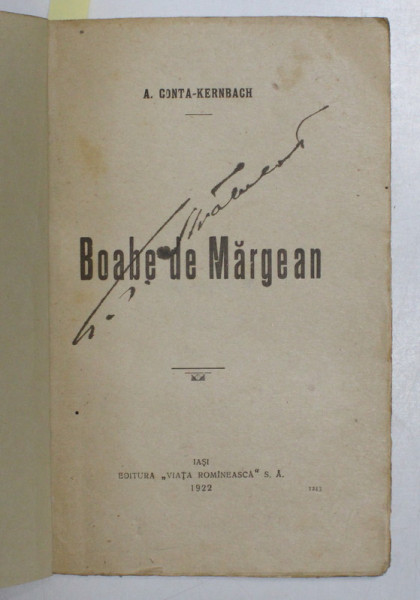 A. CONTA-KERNBACH
Boabe de Mărgean
IAŞI
EDITURA „VIAŢA ROMÎNEASCĂ" S. A.
1922